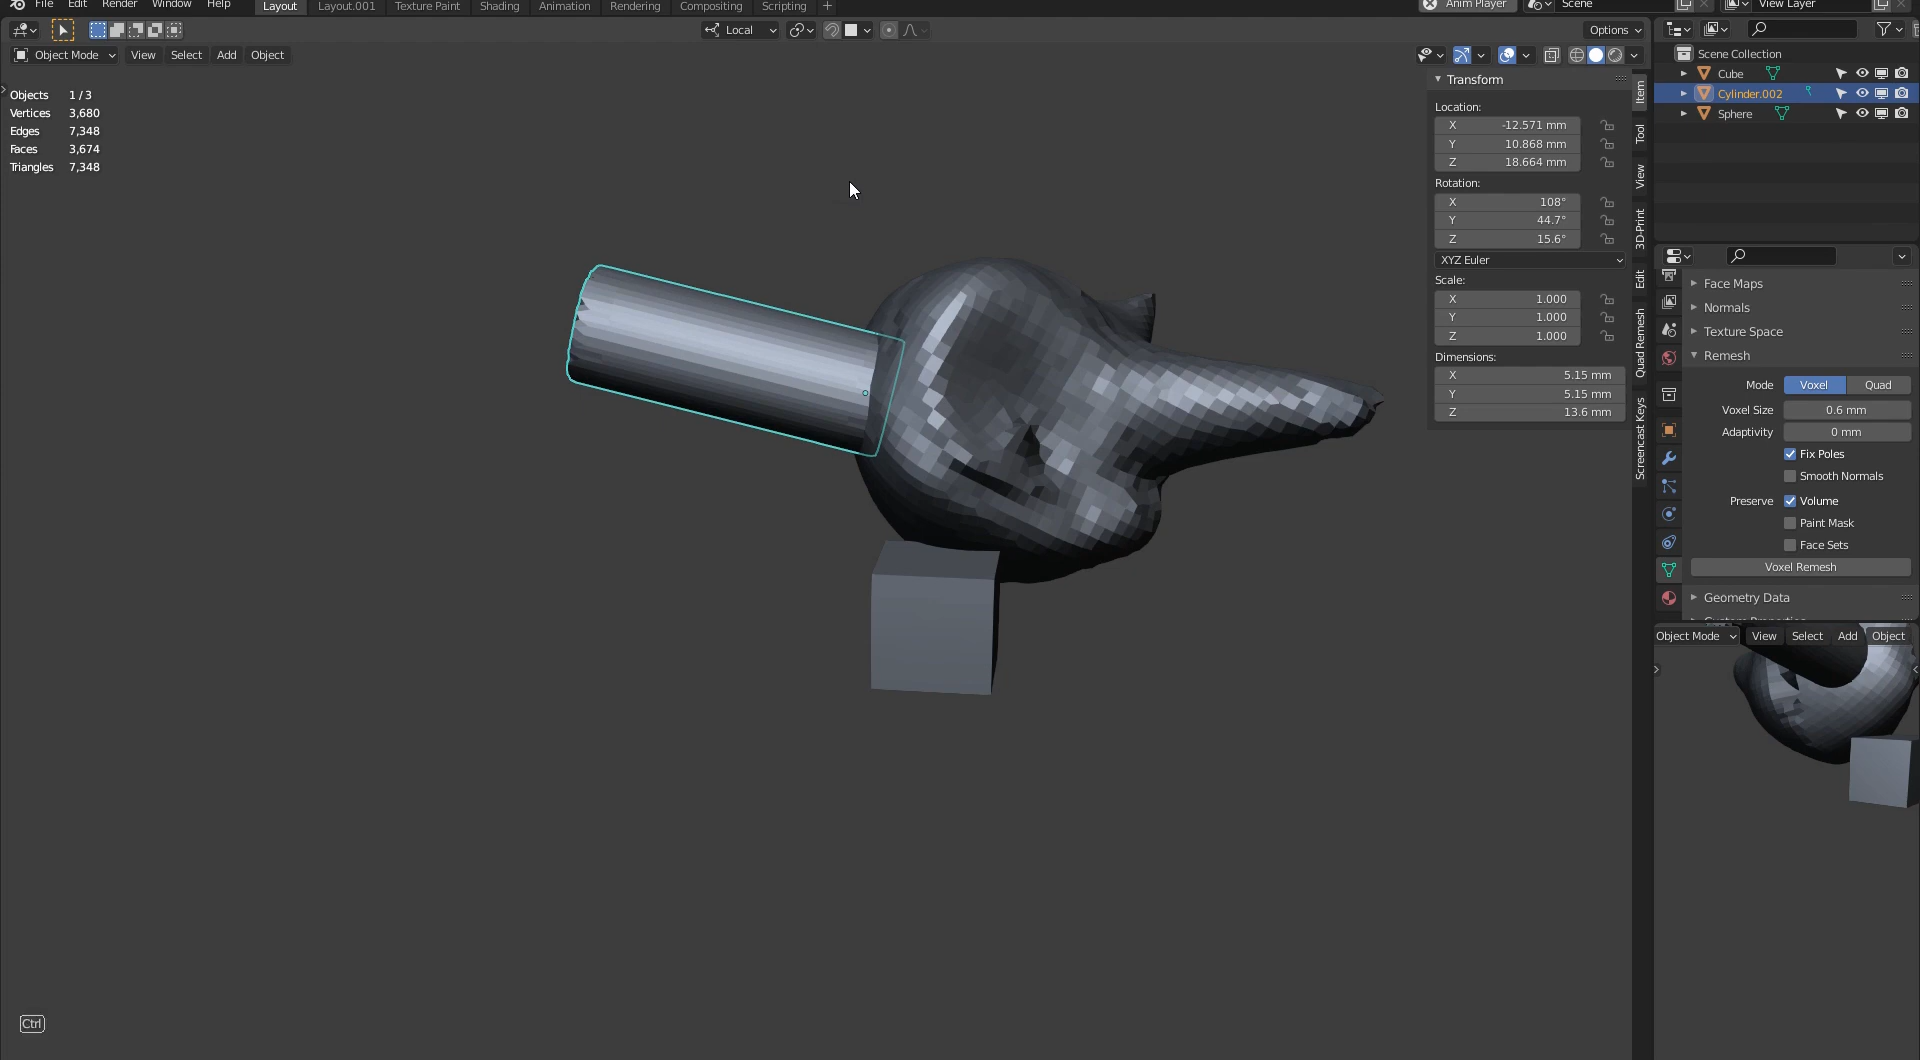 File Edit Render Window Help Layout Layout.001 Texture Paint Shading Animation Rendering Compositing Scripting + Anim Player Scene View Layer
Local Options
Object Mode View Select Add Object
Objects 1 / 3
Vertices 3,680
Edges 7,348
Faces 3,674
Triangles 7,348
Ctrl
Transform
Location:
X -12.571 mm
Y 10.868 mm
Z 18.664 mm
Rotation:
X 108°
Y 44.7°
Z 15.6°
XYZ Euler
Scale:
X 1.000
Y 1.000
Z 1.000
Dimensions:
X 5.15 mm
Y 5.15 mm
Z 13.6 mm
Item
Tool
View
3D-Print
Edit
Quad Remesh
Screencast Keys
Scene Collection
Cube
Cylinder.002
Sphere
Face Maps
Normals
Texture Space
Remesh
Mode Voxel Quad
Voxel Size 0.6 mm
Adaptivity 0 mm
Fix Poles
Smooth Normals
Preserve Volume
Paint Mask
Face Sets
Voxel Remesh
Geometry Data
Custom Properties
Object Mode View Select Add Object